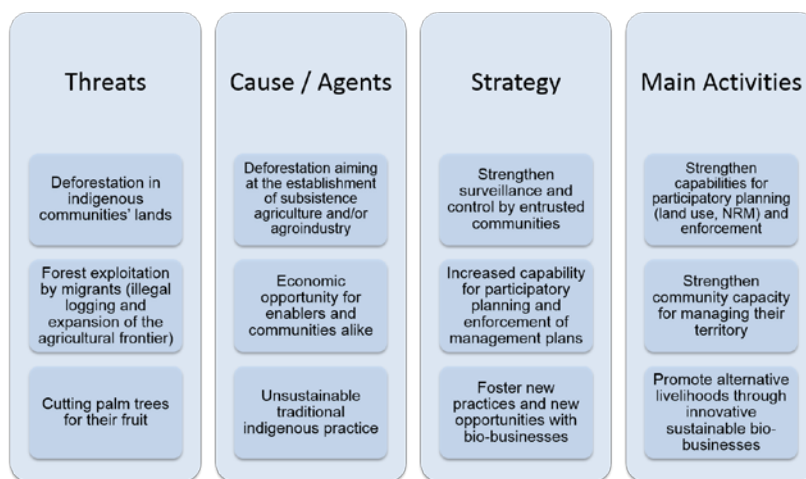 Threats
Deforestation in
indigenous
communities' lands
Forest exploitation
by migrants (illegal
logging and
expansion of the
agricultural frontier)
Cutting palm trees
for their fruit
Cause / Agents
Deforestation aiming
at the establishment
of subsistence
agriculture and/or
agroindustry
Economic
opportunity for
enablers and
communities alike
Unsustainable
traditional
indigenous practice
Strategy
Strengthen
surveillance and
control by entrusted
communities
Increased capability
for participatory
planning and
enforcement of
management plans
Foster new
practices and new
opportunities with
bio-businesses
Main Activities
Strengthen
capabilities for
participatory planning
(land use, NRM) and
enforcement
Strengthen
community capacity
for managing their
territory
Promote alternative
livelihoods through
innovative
sustainable bio-
businesses